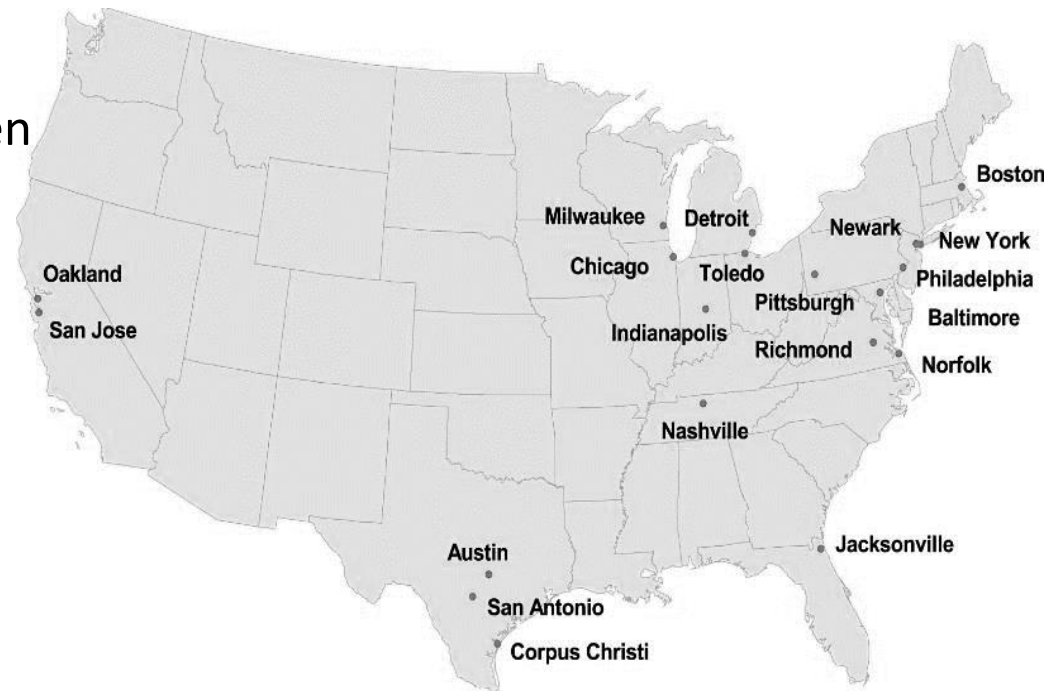 en
Boston
Milwaukee
Detroit
Newark
New York
Chicago
Toledo
Oakland
Philadelphia
Pittsburgh
San Jose
Baltimore
Indianapolis
Richmond
Norfolk
Nashville
Jacksonville
Austin
San Antonio
Corpus Christi